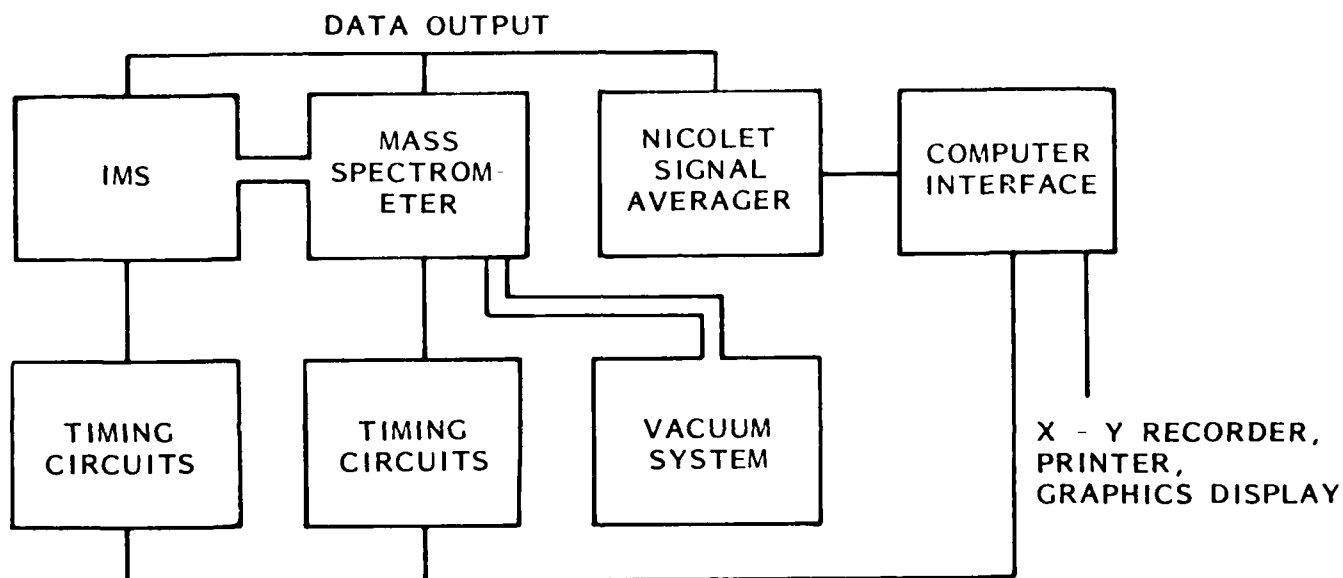 DATA OUTPUT
IMS
MASS
SPECTROM-
ETER
NICOLET
SIGNAL
AVERAGER
COMPUTER
INTERFACE
TIMING
CIRCUITS
TIMING
CIRCUITS
VACUUM
SYSTEM
X - Y RECORDER,
PRINTER,
GRAPHICS DISPLAY